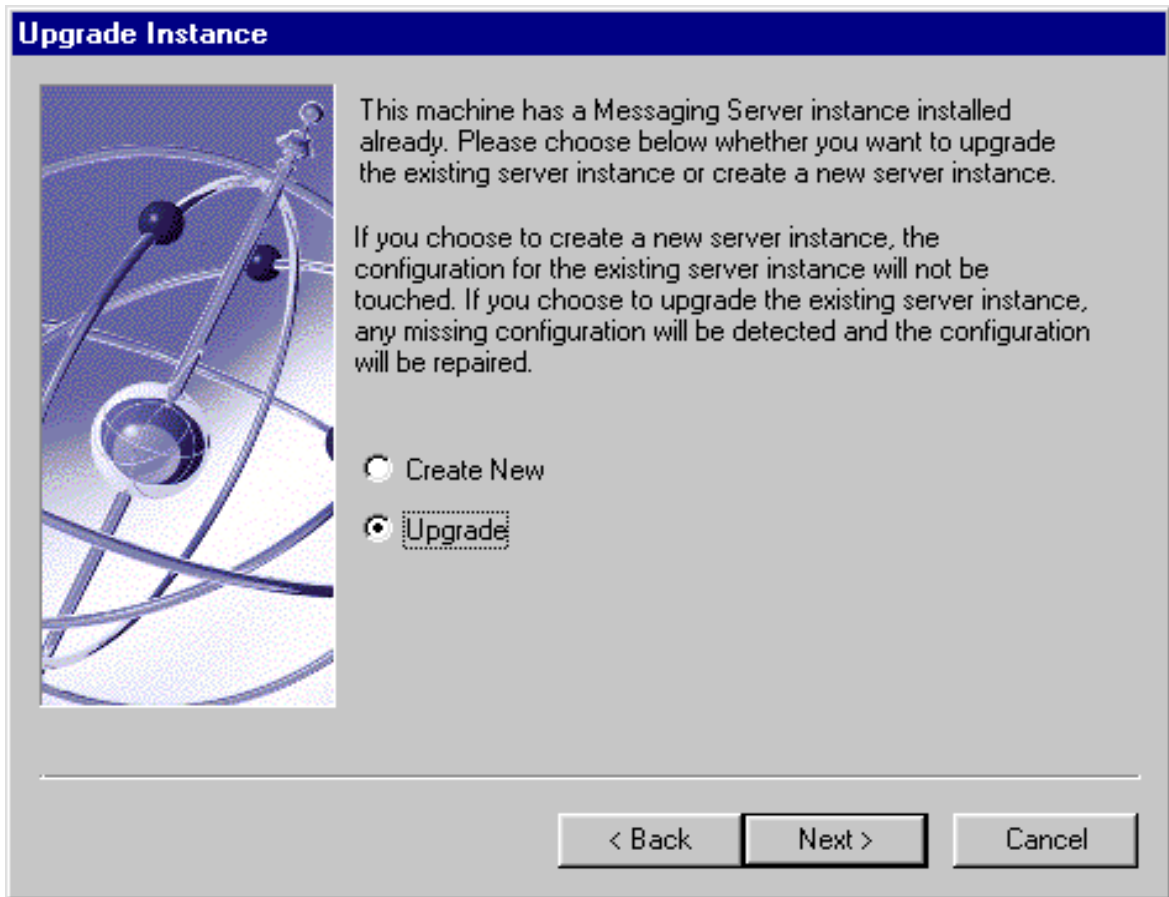 Upgrade Instance
This machine has a Messaging Server instance installed
already. Please choose below whether you want to upgrade
the existing server instance or create a new server instance.
If you choose to create a new server instance, the
configuration for the existing server instance will not be
touched. If you choose to upgrade the existing server instance,
any missing configuration will be detected and the configuration
will be repaired.
Create New
Upgrade
< Back
Next >
Cancel